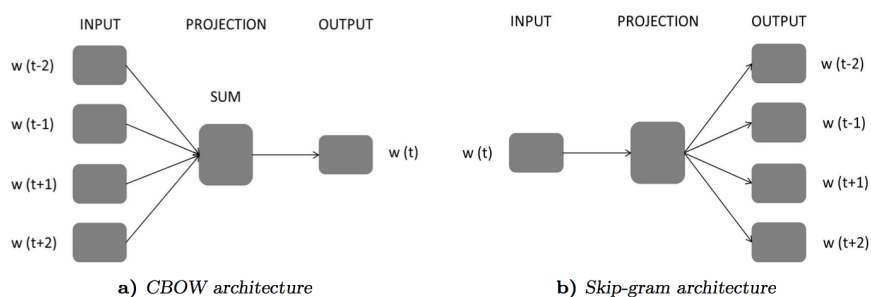 INPUT PROJECTION OUTPUT
w (t-2)
w (t-1)
SUM
w (t)
w (t+1)
w (t+2)
a) CBOW architecture
INPUT PROJECTION OUTPUT
w (t-2)
w (t-1)
w (t)
w (t+1)
w (t+2)
b) Skip-gram architecture